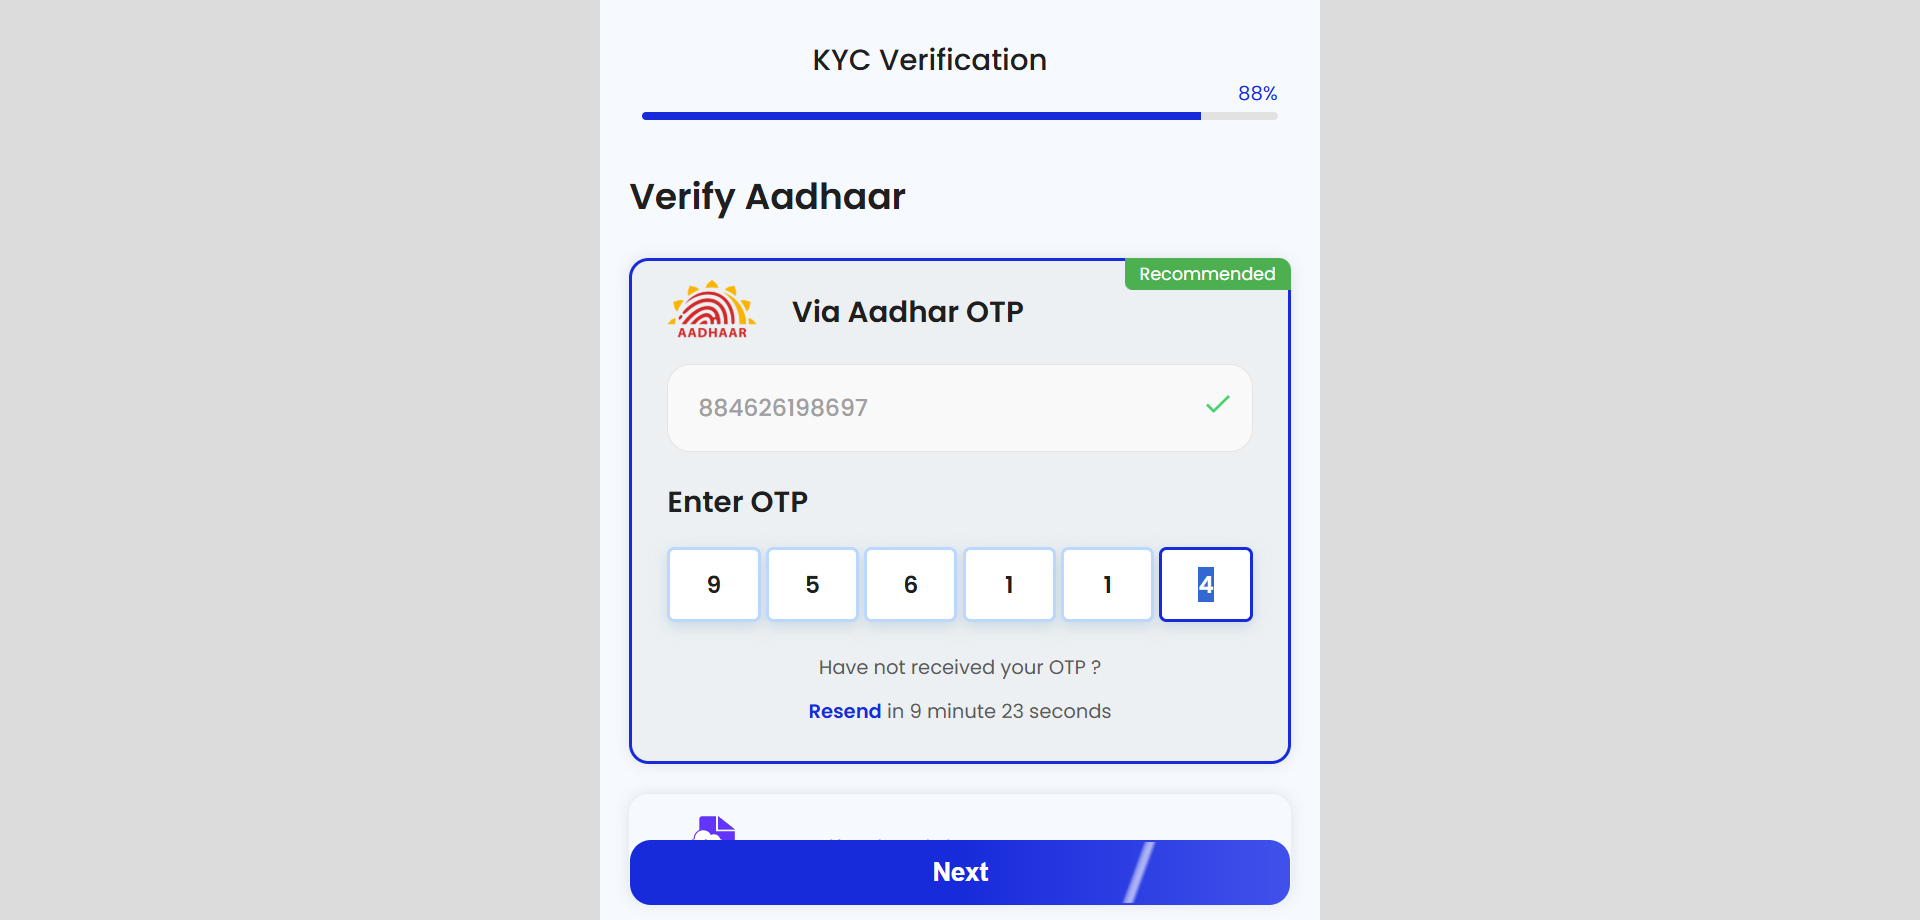 KYC Verification
88%
Verify Aadhaar
Recommended
AADHAAR
Via Aadhar OTP
884626198697
Enter OTP
9 5 6 1 1 4
Have not received your OTP ?
Resend in 9 minute 23 seconds
Next